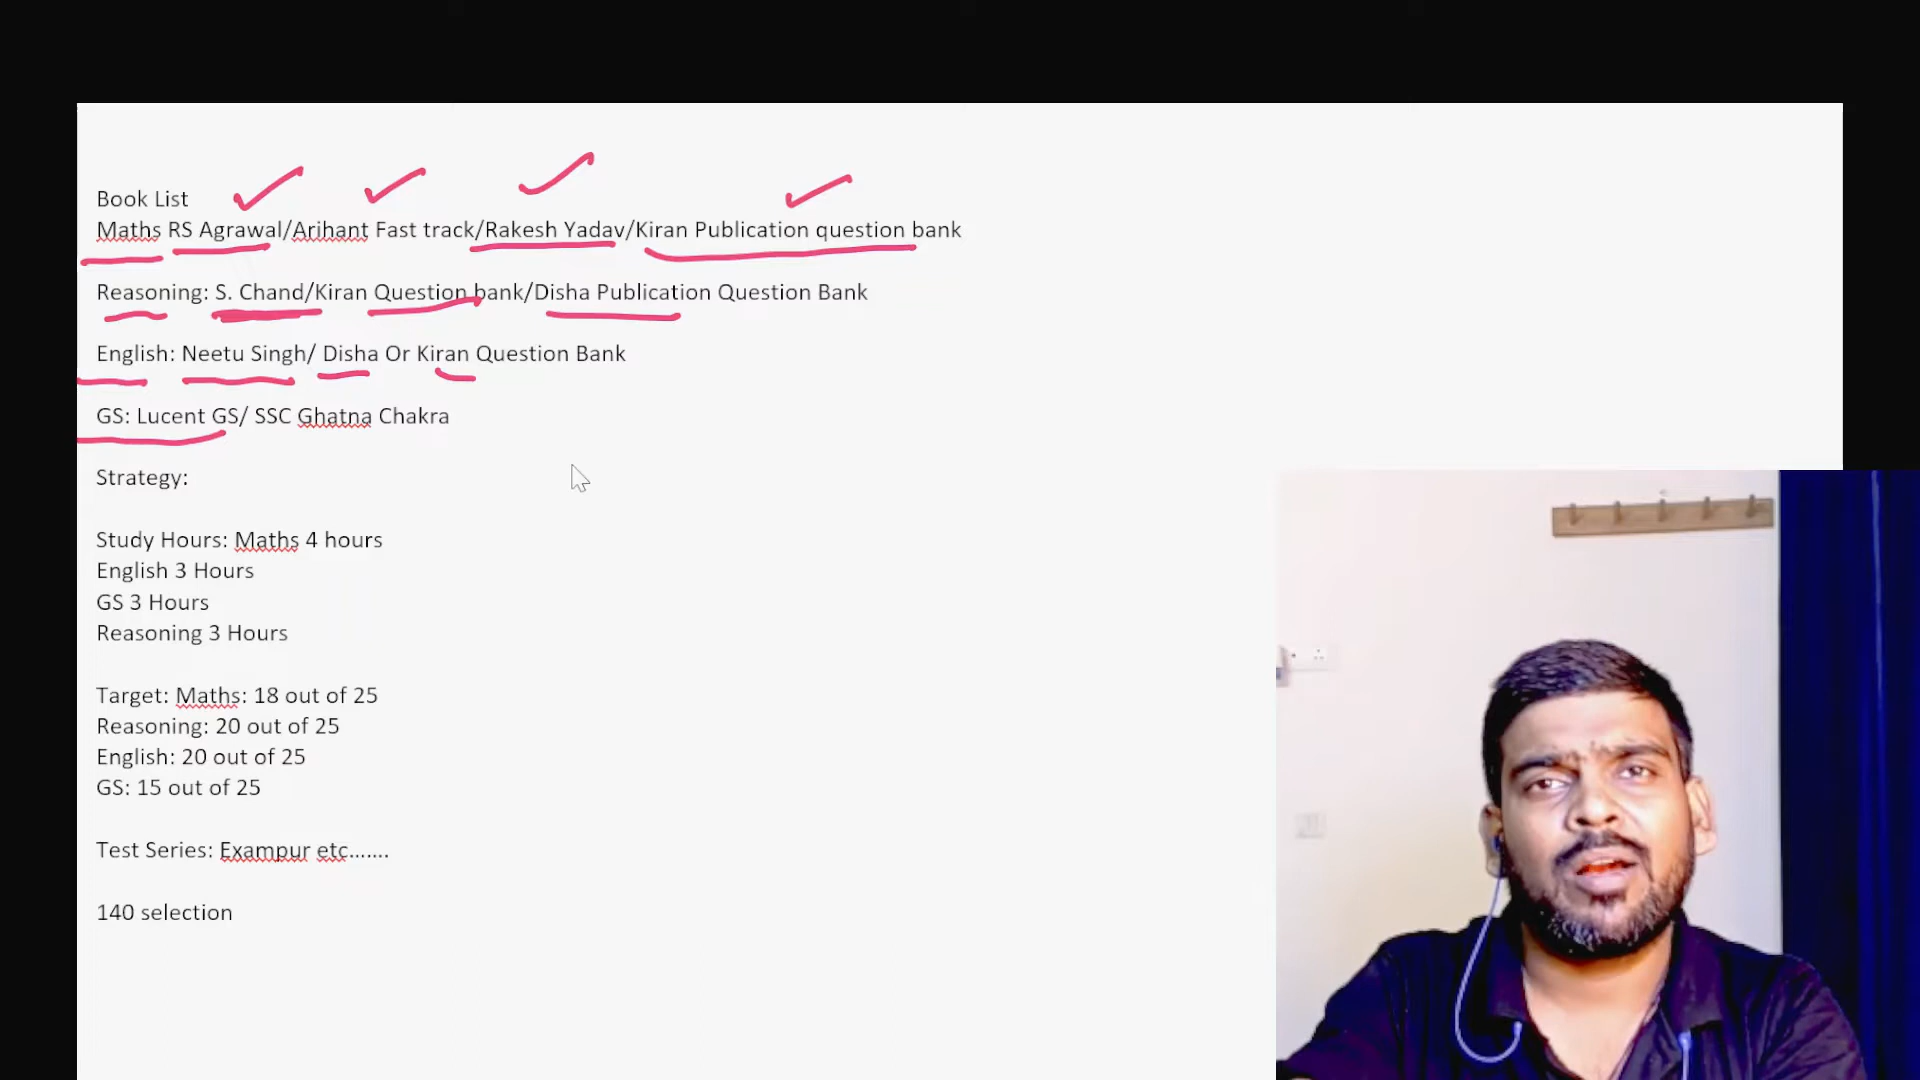 Book List
Maths RS Agrawal/Arihant Fast track/Rakesh Yadav/Kiran Publication question bank
Reasoning: S. Chand/Kiran Question bank/Disha Publication Question Bank
English: Neetu Singh/ Disha Or Kiran Question Bank
GS: Lucent GS/ SSC Ghatna Chakra
Strategy:
Study Hours: Maths 4 hours
English 3 Hours
GS 3 Hours
Reasoning 3 Hours
Target: Maths: 18 out of 25
Reasoning: 20 out of 25
English: 20 out of 25
GS: 15 out of 25
Test Series: Exampur etc.......
140 selection